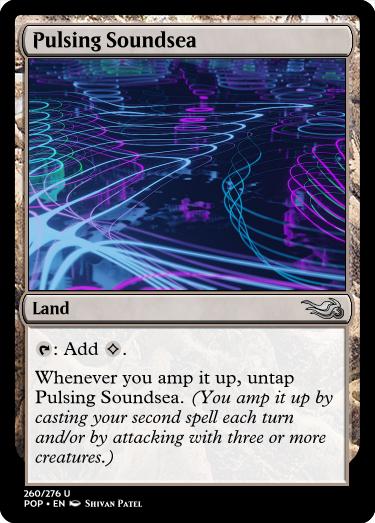 Pulsing Soundsea
Land
: Add .
Whenever you amp it up, untap
Pulsing Soundsea. (You amp it up by
casting your second spell each turn
and/or by attacking with three or more
creatures.)
260/276 U
POP • EN Shivan Patel